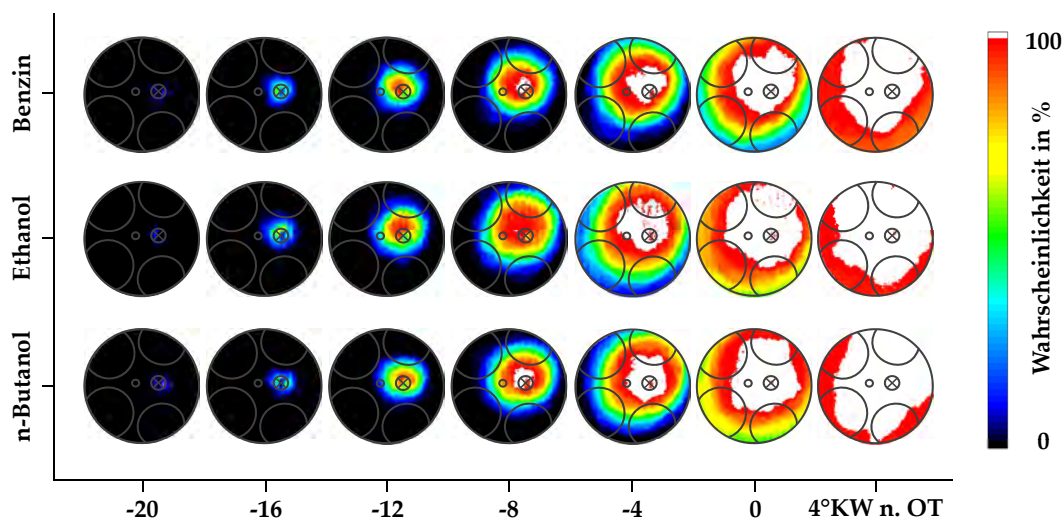 Benzin
Ethanol
n-Butanol
-20 -16 -12 -8 -4 0 4°KW n. OT
100
Wahrscheinlichkeit in %
0